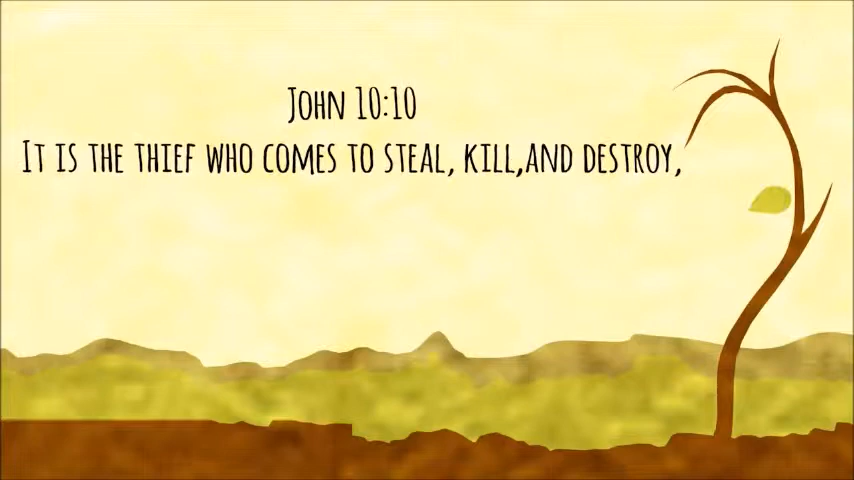 John 10:10
It is the thief who comes to steal, kill,and destroy,